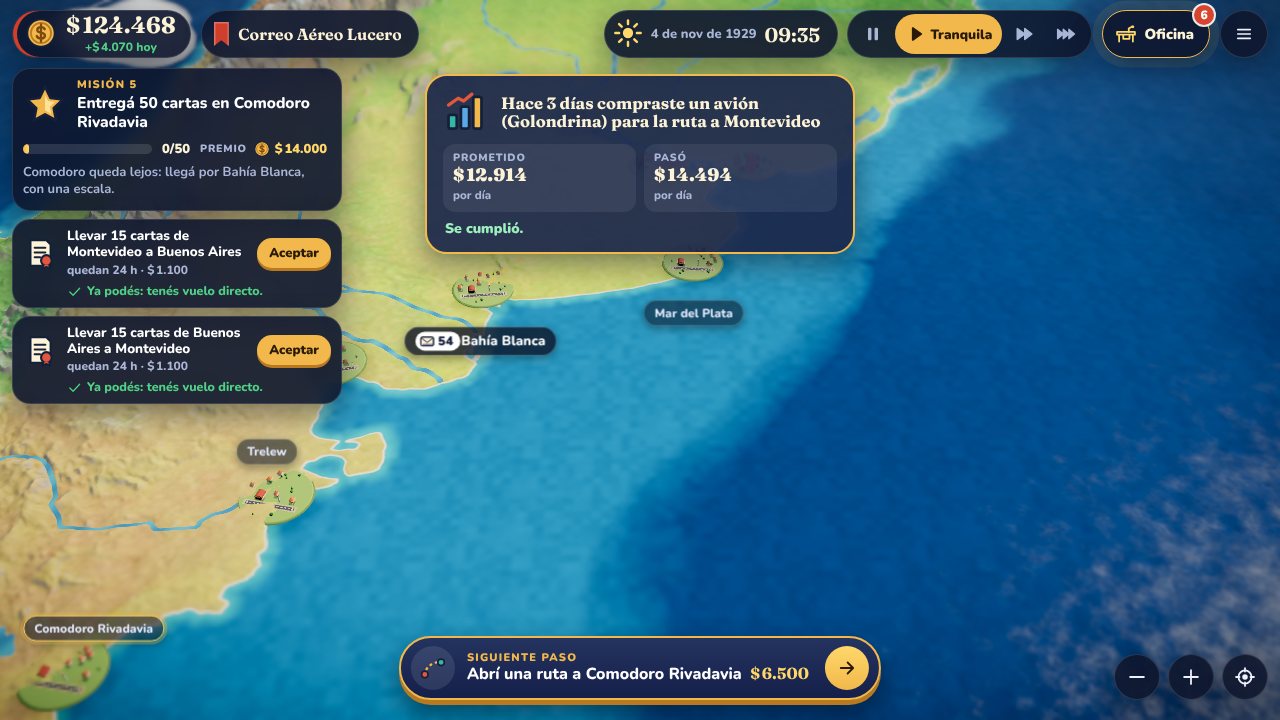 $124.468
+$4.070 hoy
Correo Aéreo Lucero
4 de nov de 1929 09:35
Tranquila
Oficina
6
MISIÓN 5
Entregá 50 cartas en Comodoro
Rivadavia
0/50 PREMIO $14.000
Comodoro queda lejos: llegá por Bahía Blanca,
con una escala.
Llevar 15 cartas de
Montevideo a Buenos Aires
quedan 24 h · $1.100
Ya podés: tenés vuelo directo.
Aceptar
Llevar 15 cartas de Buenos
Aires a Montevideo
quedan 24 h · $1.100
Ya podés: tenés vuelo directo.
Aceptar
Hace 3 días compraste un avión
(Golondrina) para la ruta a Montevideo
PROMETIDO
$12.914
por día
PASÓ
$14.494
por día
Se cumplió.
Mar del Plata
54 Bahía Blanca
Trelew
Comodoro Rivadavia
SIGUIENTE PASO
Abrí una ruta a Comodoro Rivadavia $6.500